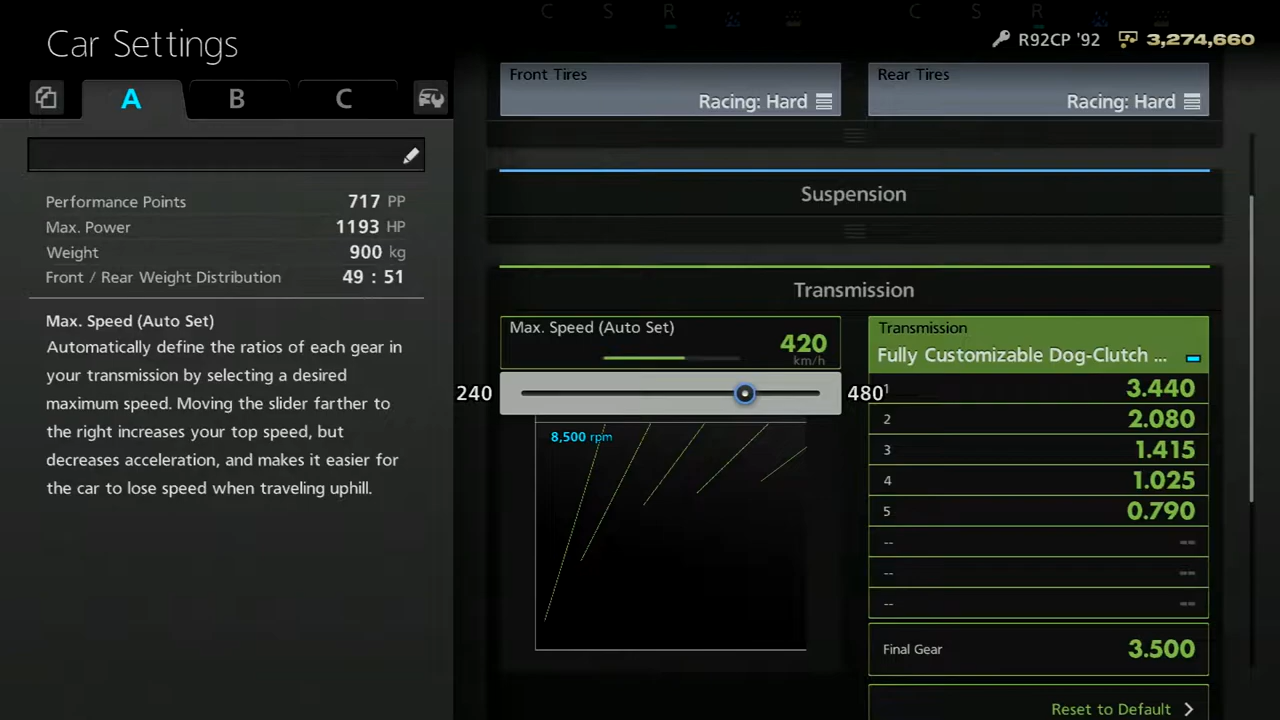 C S R C S R
Car Settings
R92CP '92 3,274,660
A B C
Front Tires
Racing: Hard
Rear Tires
Racing: Hard
Performance Points 717 PP
Max. Power 1193 HP
Weight 900 kg
Front / Rear Weight Distribution 49 : 51
Max. Speed (Auto Set)
Automatically define the ratios of each gear in
your transmission by selecting a desired
maximum speed. Moving the slider farther to
the right increases your top speed, but
decreases acceleration, and makes it easier for
the car to lose speed when traveling uphill.
Suspension
Transmission
Max. Speed (Auto Set)
420
km/h
240 480
8,500 rpm
Transmission
Fully Customizable Dog-Clutch ...
1 3.440
2 2.080
3 1.415
4 1.025
5 0.790
-- --
-- --
-- --
Final Gear 3.500
Reset to Default